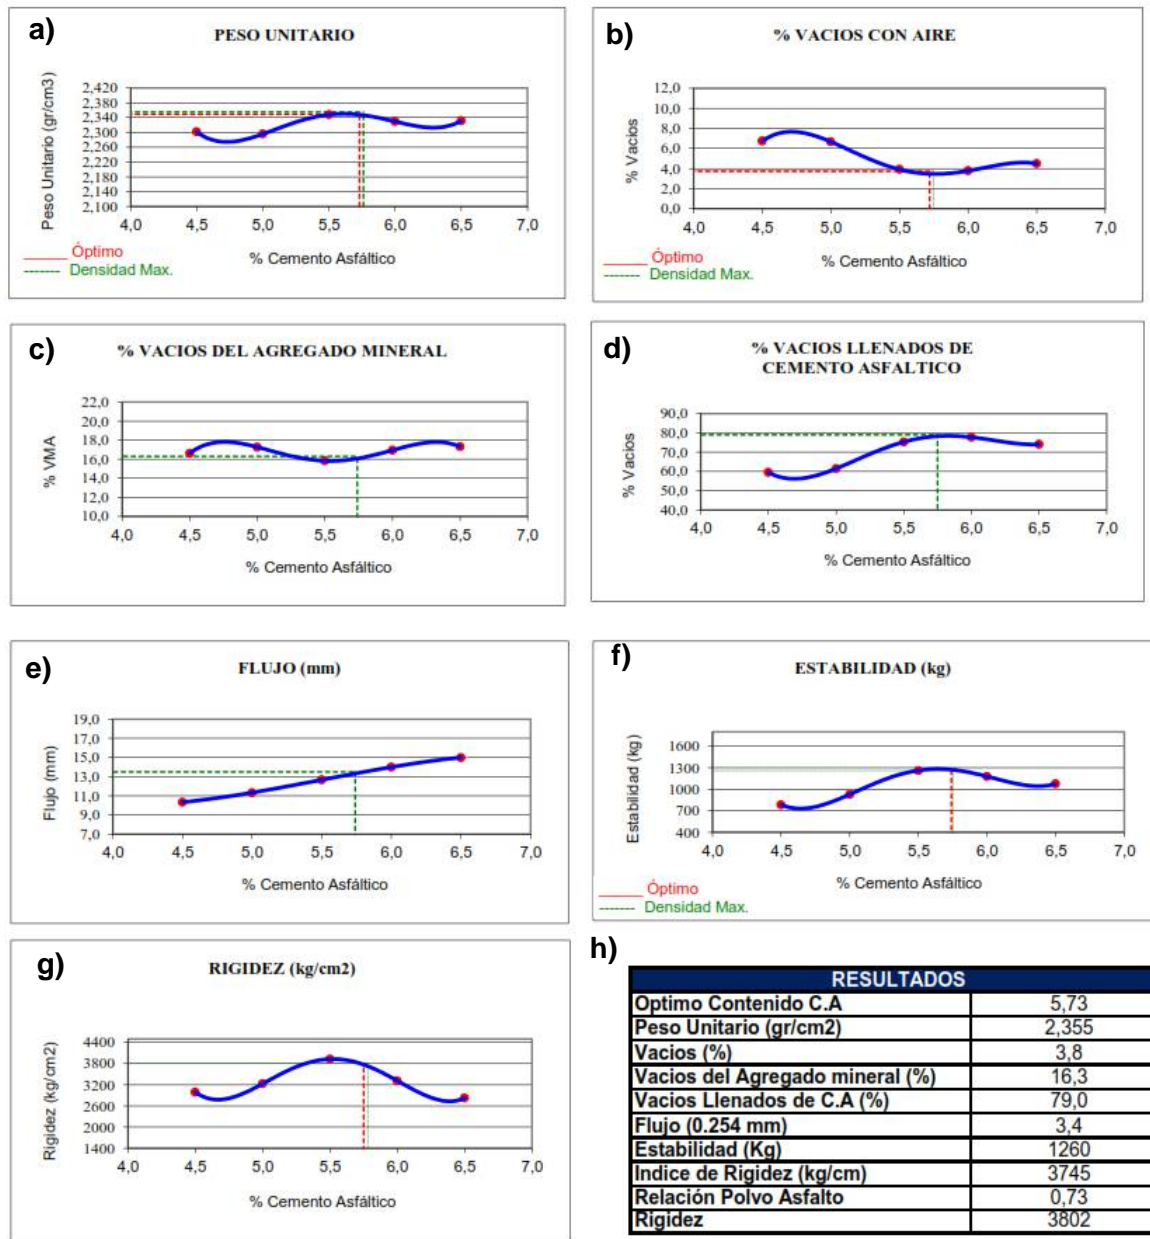 a)
PESO UNITARIO
Peso Unitario (gr/cm3)
2,420
2,380
2,340
2,300
2,260
2,220
2,180
2,140
2,100
4,0 4,5 5,0 5,5 6,0 6,5 7,0
% Cemento Asfáltico
Óptimo
Densidad Max.
b)
% VACIOS CON AIRE
% Vacios
12,0
10,0
8,0
6,0
4,0
2,0
0,0
4,0 4,5 5,0 5,5 6,0 6,5 7,0
% Cemento Asfáltico
Óptimo
Densidad Max.
c)
% VACIOS DEL AGREGADO MINERAL
% VMA
22,0
20,0
18,0
16,0
14,0
12,0
10,0
4,0 4,5 5,0 5,5 6,0 6,5 7,0
% Cemento Asfáltico
d)
% VACIOS LLENADOS DE
CEMENTO ASFALTICO
% Vacios
90,0
80,0
70,0
60,0
50,0
40,0
4,0 4,5 5,0 5,5 6,0 6,5 7,0
% Cemento Asfáltico
e)
FLUJO (mm)
Flujo (mm)
19,0
17,0
15,0
13,0
11,0
9,0
7,0
4,0 4,5 5,0 5,5 6,0 6,5 7,0
% Cemento Asfáltico
f)
ESTABILIDAD (kg)
Estabilidad (kg)
1600
1300
1000
700
400
4,0 4,5 5,0 5,5 6,0 6,5 7,0
% Cemento Asfáltico
Óptimo
Densidad Max.
g)
RIGIDEZ (kg/cm2)
Rigidez (kg/cm2)
4400
3800
3200
2600
2000
1400
4,0 4,5 5,0 5,5 6,0 6,5 7,0
% Cemento Asfáltico
h)
RESULTADOS
Optimo Contenido C.A 5,73
Peso Unitario (gr/cm2) 2,355
Vacios (%) 3,8
Vacios del Agregado mineral (%) 16,3
Vacios Llenados de C.A (%) 79,0
Flujo (0.254 mm) 3,4
Estabilidad (Kg) 1260
Indice de Rigidez (kg/cm) 3745
Relación Polvo Asfalto 0,73
Rigidez 3802